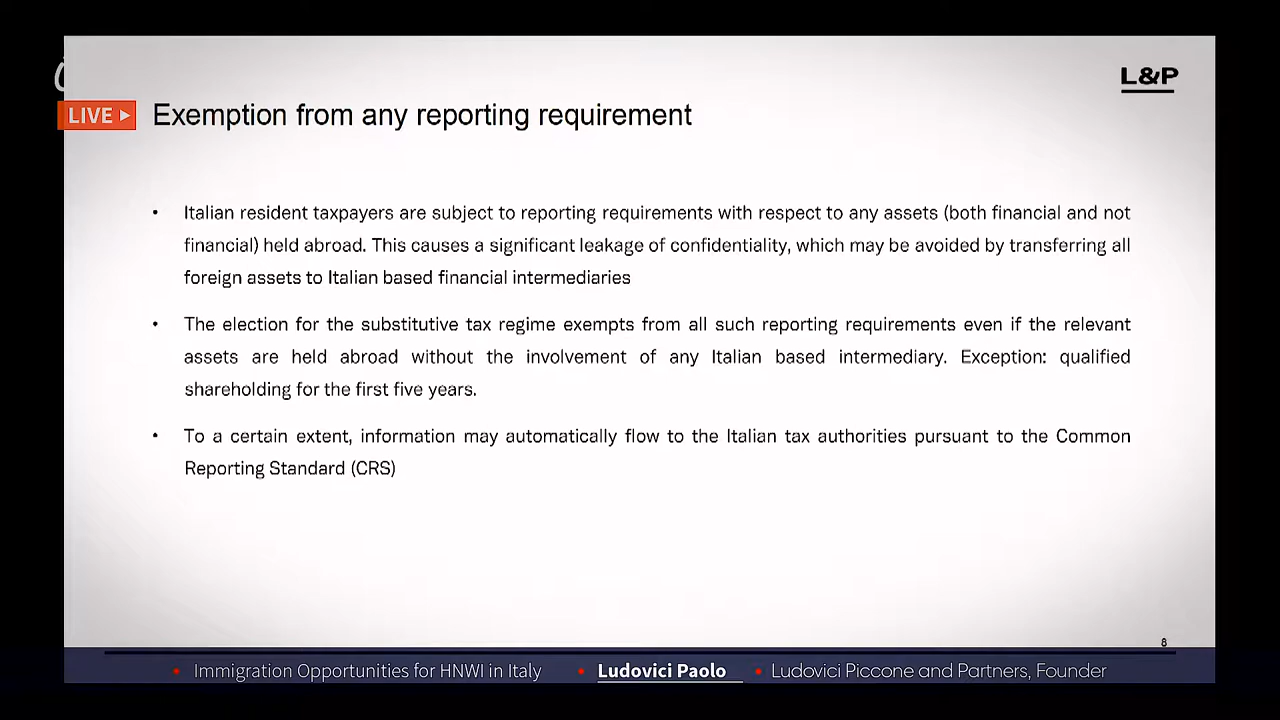 L&P
LIVE
Exemption from any reporting requirement
• Italian resident taxpayers are subject to reporting requirements with respect to any assets (both financial and not
financial) held abroad. This causes a significant leakage of confidentiality, which may be avoided by transferring all
foreign assets to Italian based financial intermediaries
• The election for the substitutive tax regime exempts from all such reporting requirements even if the relevant
assets are held abroad without the involvement of any Italian based intermediary. Exception: qualified
shareholding for the first five years.
• To a certain extent, information may automatically flow to the Italian tax authorities pursuant to the Common
Reporting Standard (CRS)
8
• Immigration Opportunities for HNWI in Italy • Ludovici Paolo • Ludovici Piccone and Partners, Founder